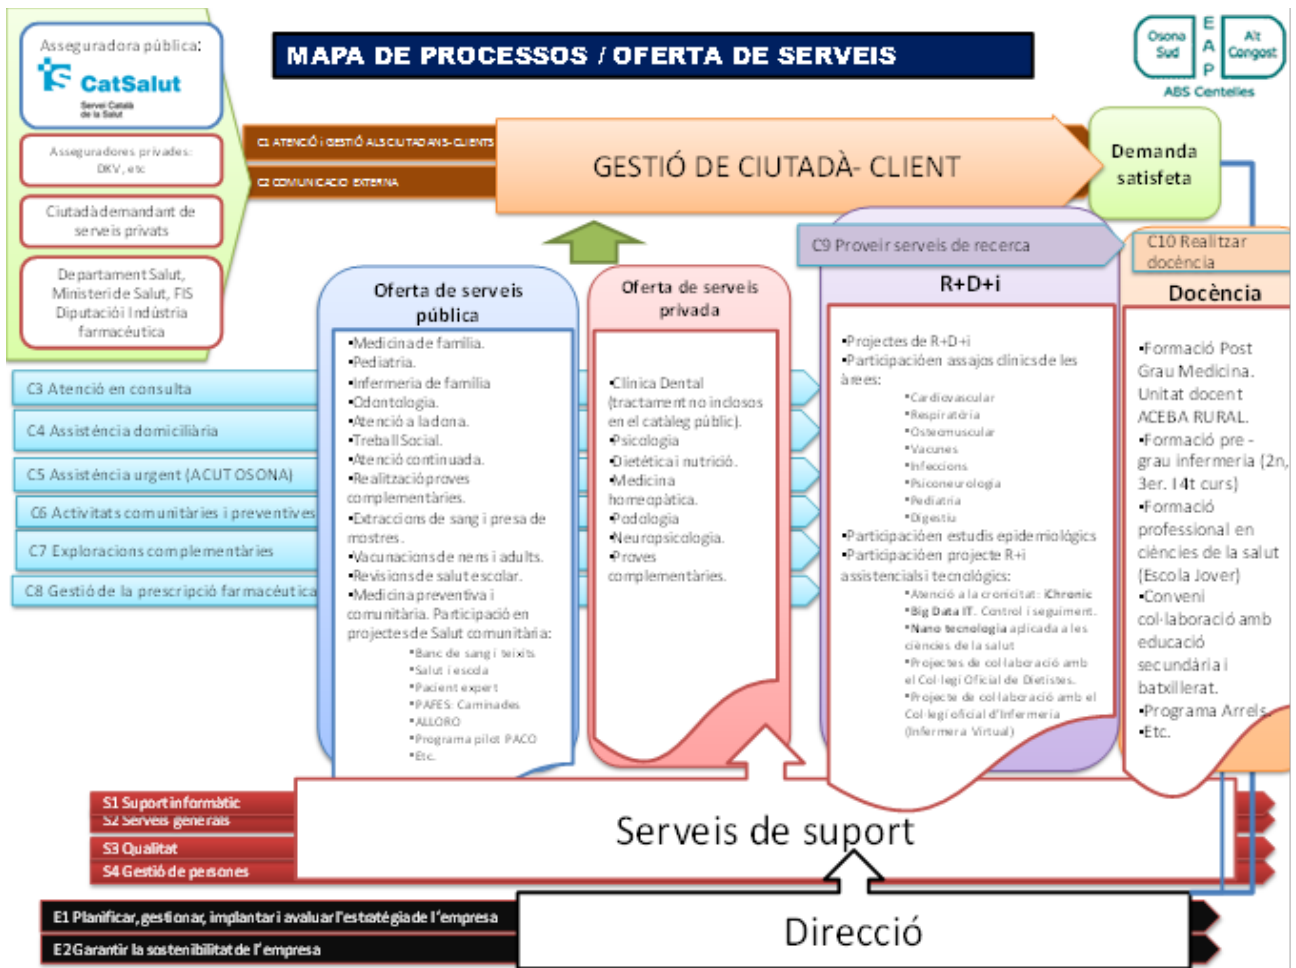 Asseguradora pública:
CatSalut
Servei Català
de la Salut
MAPA DE PROCESSOS / OFERTA DE SERVEIS
Osona
Sud
E
A
P
Alt
Congost
ABS Centelles
Asseguradores privades:
DKV, etc
Ciutadà demandant de
serveis privats
Departament Salut,
Ministeri de Salut, FIS
Diputació i Indústria
farmacèutica
C1 ATENCIÓ i GESTIÓ ALS CIUTADANS- CLIENTS
C2 COMUNICACIO EXTERNA
GESTIÓ DE CIUTADÀ- CLIENT
Demanda
satisfeta
C3 Atenció en consulta
C4 Assistència domiciliària
C5 Assistència urgent (ACUT OSONA)
C6 Activitats comunitàries i preventives
C7 Exploracions complementàries
C8 Gestió de la prescripció farmacèutica
Oferta de serveis
pública
▪Medicina de família.
▪Pediatria.
▪Infermeria de família
▪Odontologia.
▪Atenció a la dona.
▪Treball Social.
▪Atenció continuada.
▪Realització proves
complementàries.
▪Extraccions de sang i presa de
mostres.
▪Vacunacions de nens i adults.
▪Revisions de salut escolar.
▪Medicina preventiva i
comunitària. Participació en
projectes de Salut comunitària:
▪Banc de sang i teixits
▪Salut i escola
▪Pacient expert
▪PAFES: Caminades
▪ALLORO
▪Programa pilot PACO
▪Etc.
Oferta de serveis
privada
▪Clínica Dental
(tractament no inclosos
en el catàleg públic).
▪Psicologia
▪Dietètica i nutrició.
▪Medicina
homeopàtica.
▪Podologia
▪Neuropsicologia.
▪Proves
complementàries.
C9 Proveir serveis de recerca
R+D+i
▪Projectes de R+D+i
▪Participació en assajos clínics de les
àrees:
▪Cardiovascular
▪Respiratòria
▪Osteomuscular
▪Vacunes
▪Infeccions
▪Psiconeurologia
▪Pediatria
▪Digestiu
▪Participació en estudis epidemiològics
▪Participació en projecte R+i
assistencials i tecnològics:
▪Atenció a la cronicitat: iChronic
▪Big Data IT. Control i seguiment.
▪Nano tecnologia aplicada a les
ciències de la salut
▪Projectes de col·laboració amb
el Col·legi Oficial de Dietistes.
▪Projecte de col·laboració amb el
Col·legi oficial d'Infermeria
(Infermera Virtual)
C10 Realitzar
docència
Docència
▪Formació Post
Grau Medicina.
Unitat docent
ACEBA RURAL.
▪Formació pre -
grau infermeria (2n,
3er. I 4t curs)
▪Formació
professional en
ciències de la salut
(Escola Jover)
▪Conveni
col·laboració amb
educació
secundària i
batxillerat.
▪Programa Arrels.
▪Etc.
S1 Suport informàtic
S2 Serveis generals
S3 Qualitat
S4 Gestió de persones
Serveis de suport
E1 Planificar, gestionar, implantar i avaluar l'estratègia de l'empresa
E2 Garantir la sostenibilitat de l'empresa
Direcció